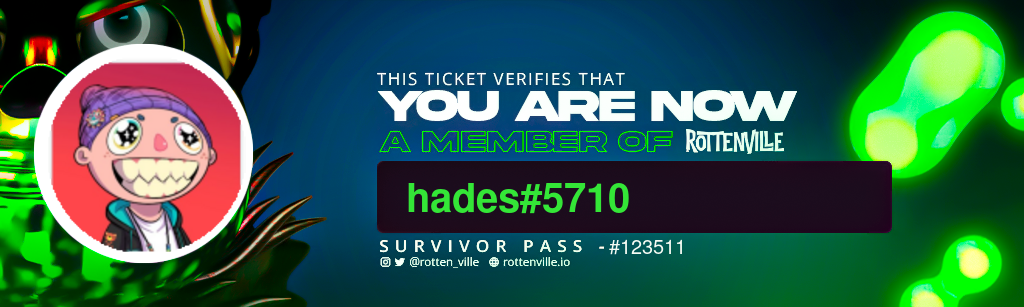 THIS TICKET VERIFIES THAT
YOU ARE NOW
A MEMBER OF ROTTENVILLE
hades#5710
SURVIVOR PASS - #123511
@rotten_ville rottenville.io